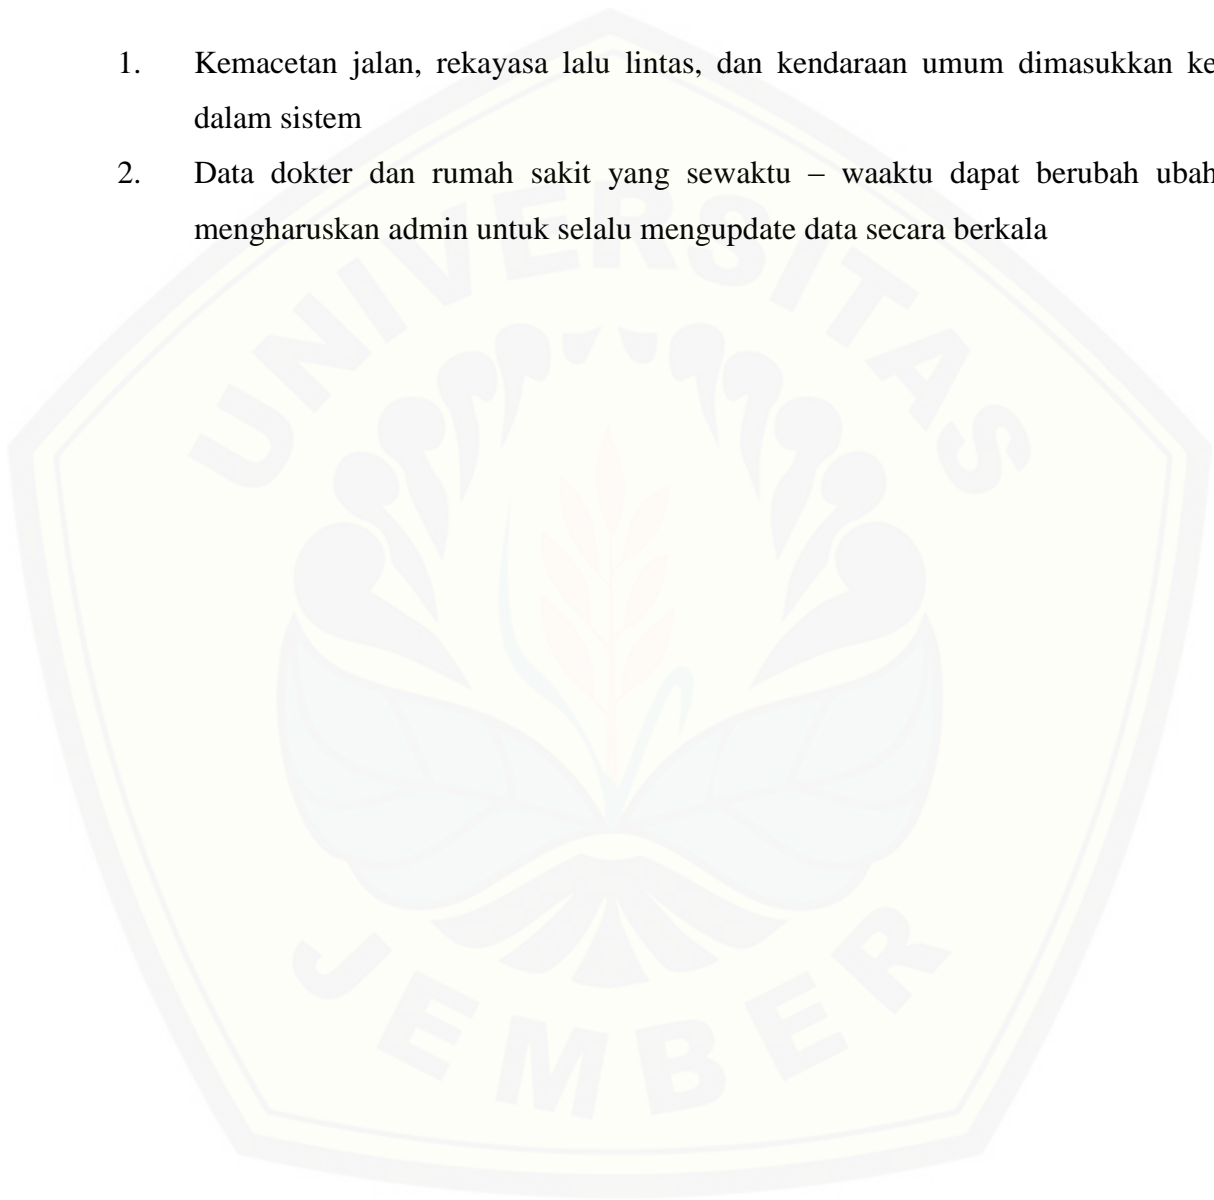 1. Kemacetan jalan, rekayasa lalu lintas, dan kendaraan umum dimasukkan ke
dalam sistem
2. Data dokter dan rumah sakit yang sewaktu – waaktu dapat berubah ubah
mengharuskan admin untuk selalu mengupdate data secara berkala
UNIVERSITAS
JEMBER